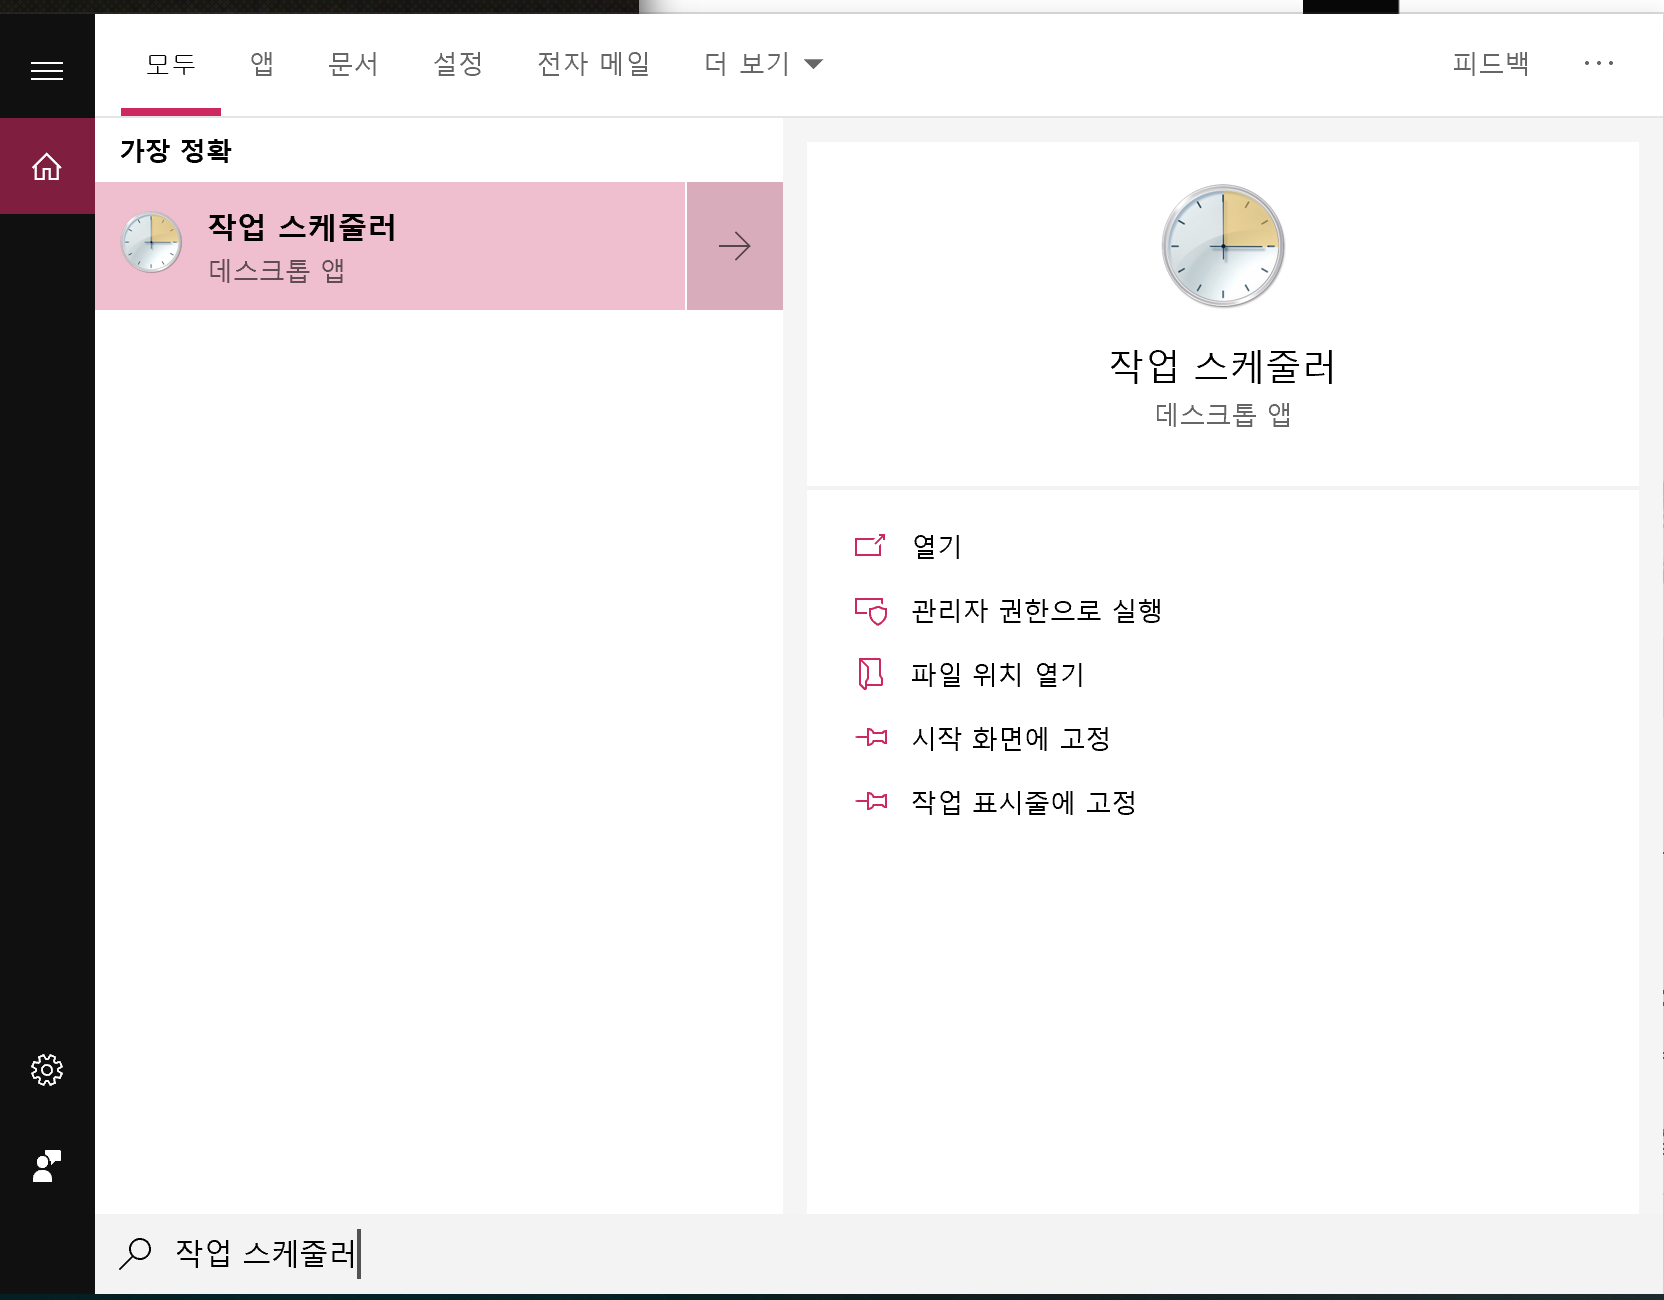 모두 앱 문서 설정 전자 메일 더 보기 피드백 ...
가장 정확
작업 스케줄러
데스크톱 앱
작업 스케줄러
데스크톱 앱
열기
관리자 권한으로 실행
파일 위치 열기
시작 화면에 고정
작업 표시줄에 고정
작업 스케줄러